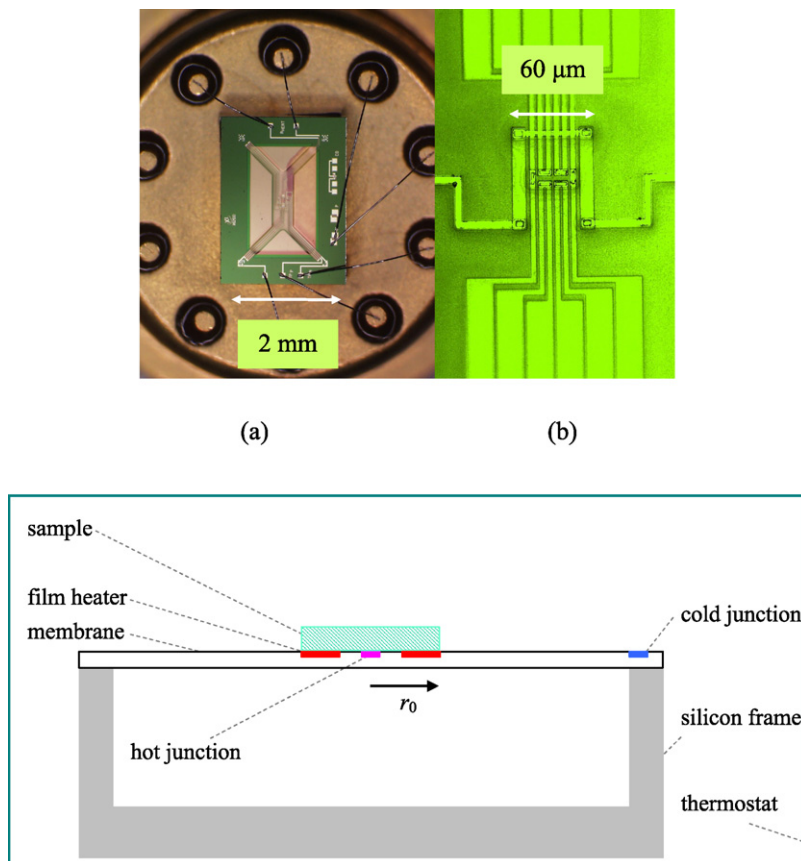 60 μm
2 mm
(a)
(b)
sample
film heater
membrane
cold junction
r0
hot junction
silicon frame
thermostat